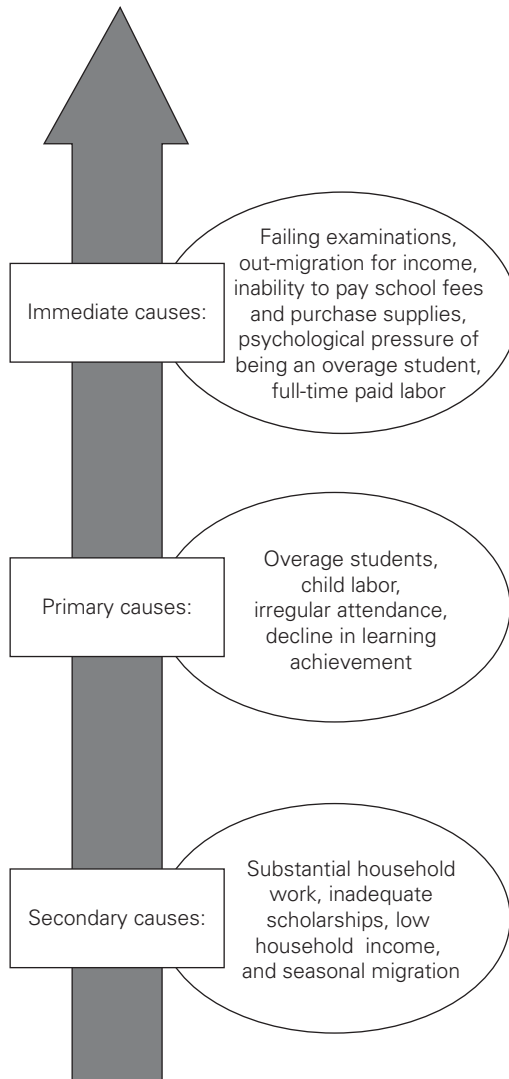 Immediate causes:
Failing examinations,
out-migration for income,
inability to pay school fees
and purchase supplies,
psychological pressure of
being an overage student,
full-time paid labor
Primary causes:
Overage students,
child labor,
irregular attendance,
decline in learning
achievement
Secondary causes:
Substantial household
work, inadequate
scholarships, low
household income,
and seasonal migration